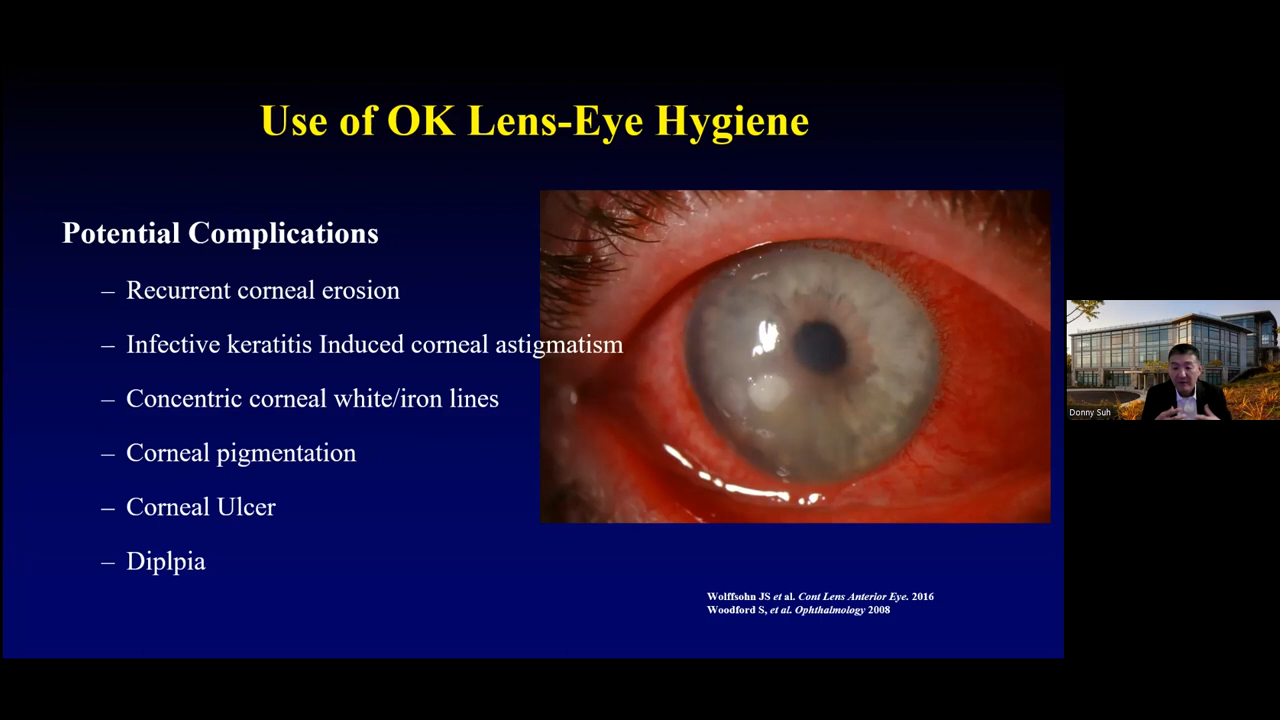 Use of OK Lens-Eye Hygiene
Potential Complications
– Recurrent corneal erosion
– Infective keratitis Induced corneal astigmatism
– Concentric corneal white/iron lines
– Corneal pigmentation
– Corneal Ulcer
– Diplpia
Wolffsohn JS et al. Cont Lens Anterior Eye. 2016
Woodford S, et al. Ophthalmology 2008
Donny Suh